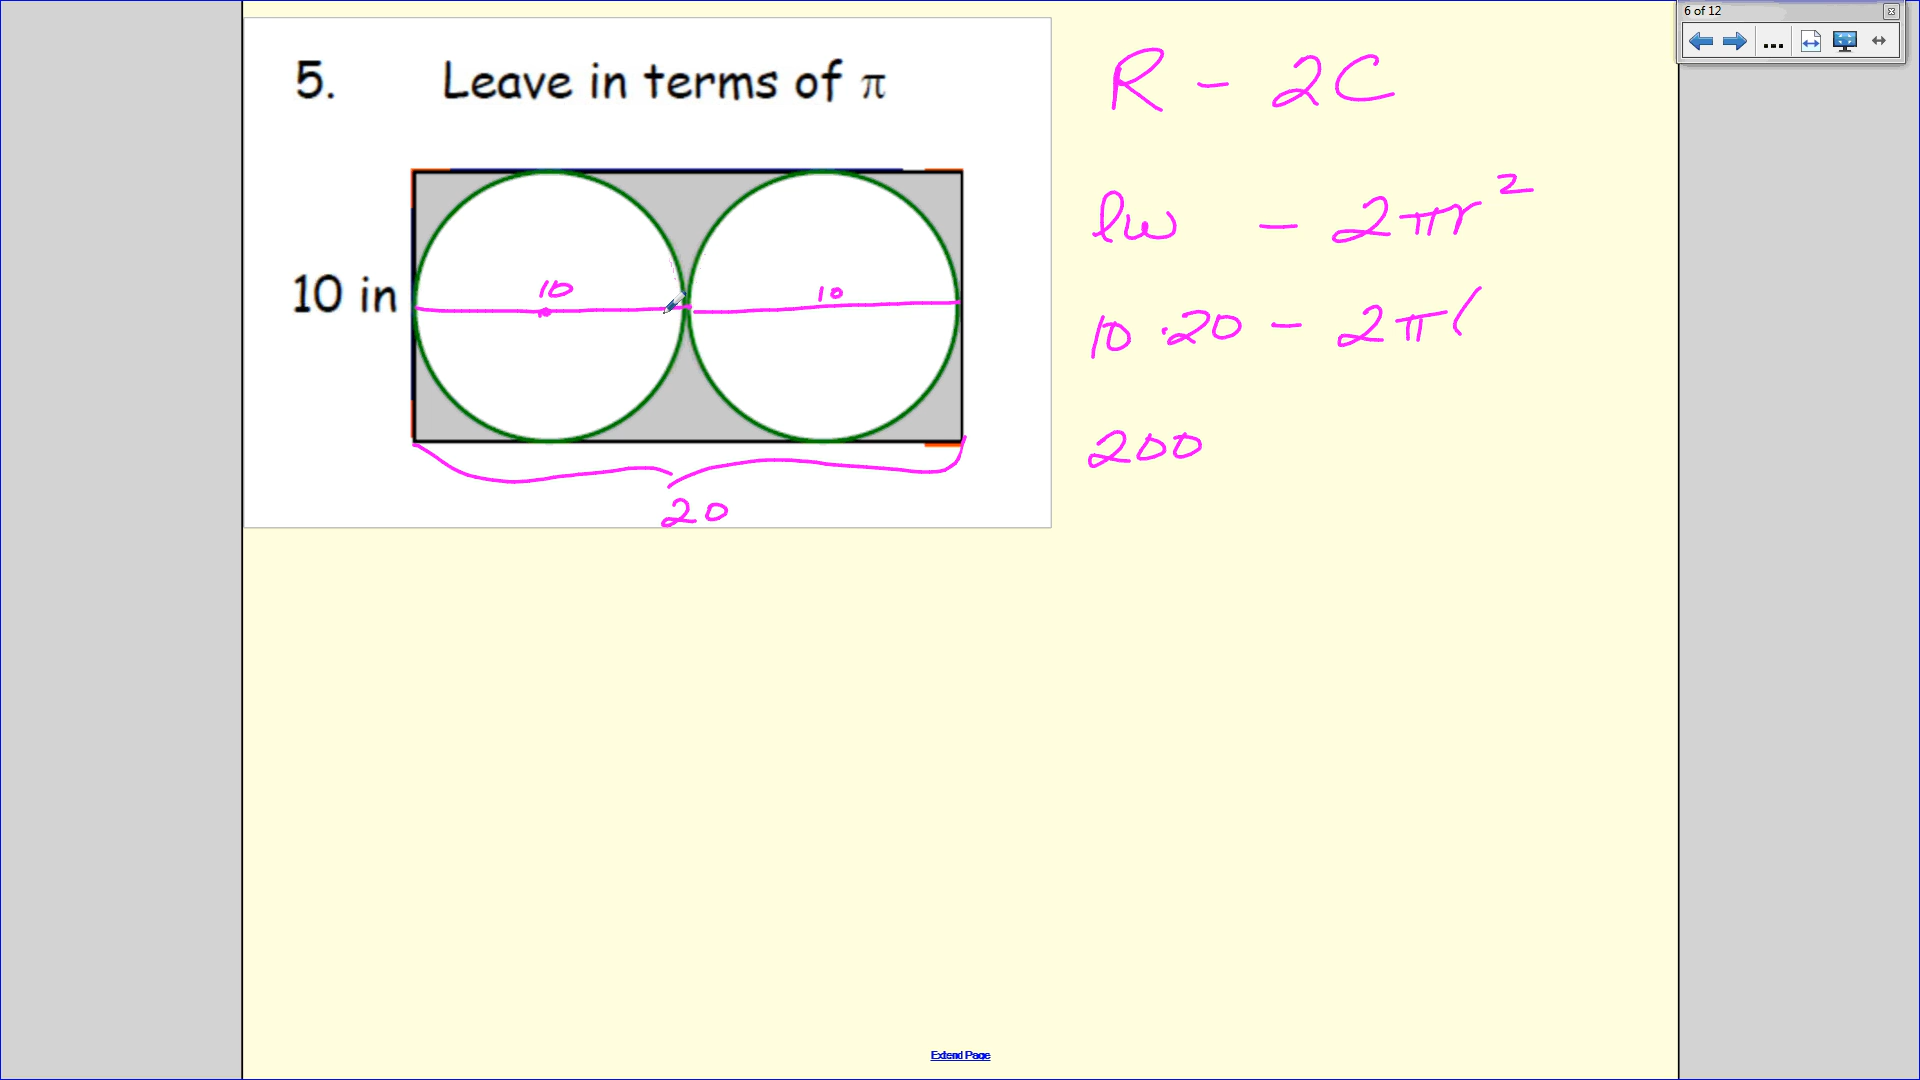 6 of 12
5. Leave in terms of π
10 in
10
10
20
R - 2C
lw - 2πr²
10 · 20 - 2π(
200
Extend Page